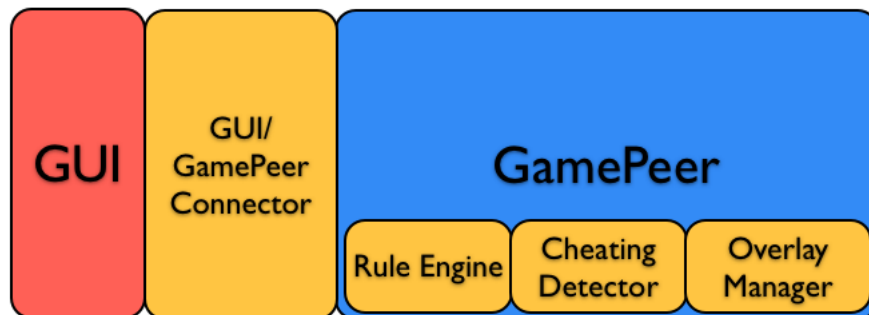 GUI
GUI/
GamePeer
Connector
GamePeer
Rule Engine
Cheating
Detector
Overlay
Manager